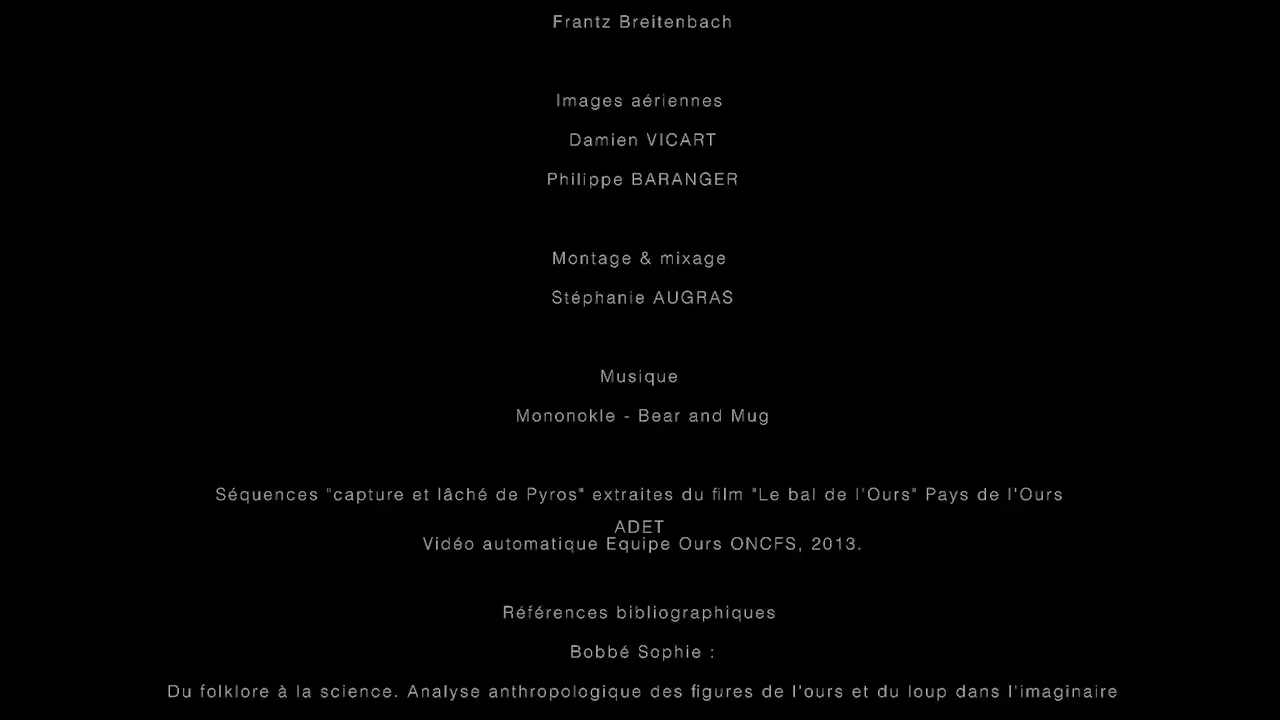 Frantz Breitenbach
Images aériennes
Damien VICART
Philippe BARANGER
Montage & mixage
Stéphanie AUGRAS
Musique
Mononokle - Bear and Mug
Séquences "capture et lâché de Pyros" extraites du film "Le bal de l'Ours" Pays de l'Ours
ADET
Vidéo automatique Equipe Ours ONCFS, 2013.
Références bibliographiques
Bobbé Sophie :
Du folklore à la science. Analyse anthropologique des figures de l'ours et du loup dans l'imaginaire